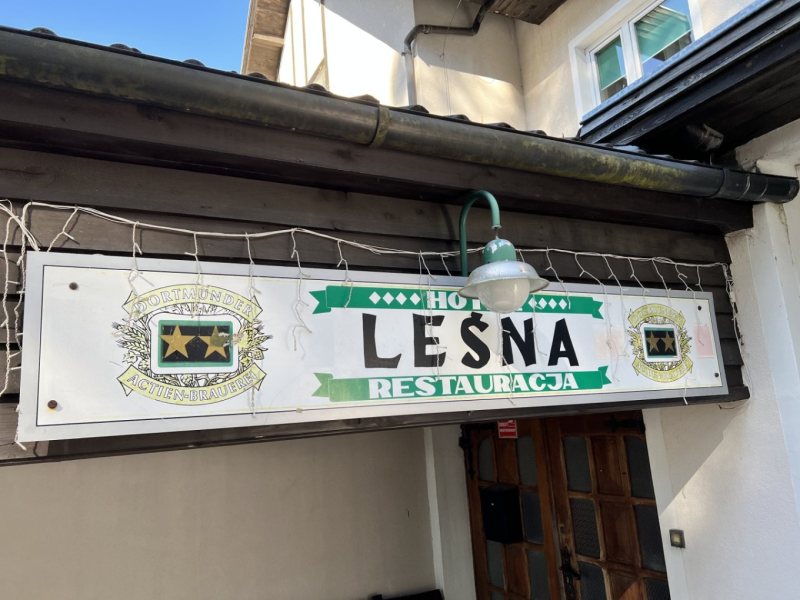 DORTMUNDER
ACTIEN-BRAUEREI
LEŚNA
RESTAURACJA